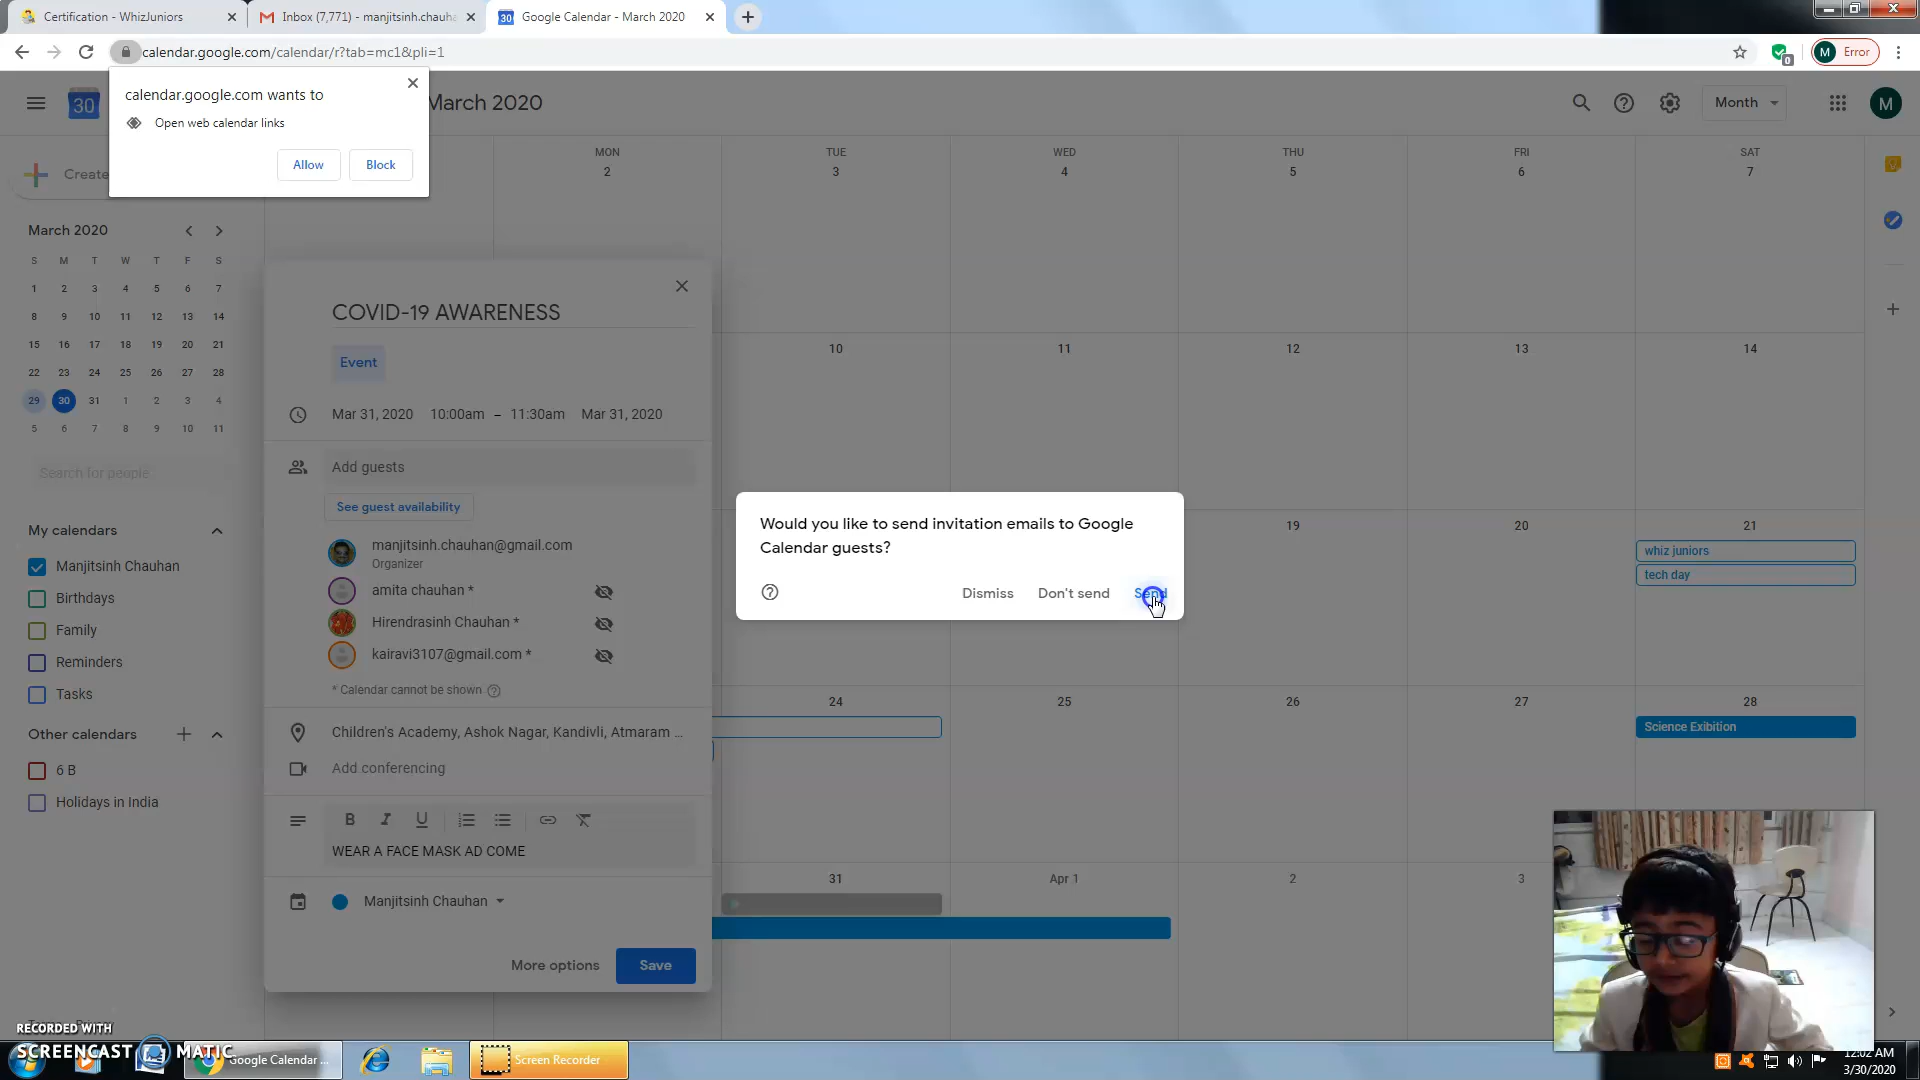 Certification - WhizJuniors
Inbox (7,771) - manjitsinh.chauha
Google Calendar - March 2020
calendar.google.com/calendar/r?tab=mc1&pli=1
0
M Error
calendar.google.com wants to
Open web calendar links
Allow Block
30
March 2020
Month
M
Create
March 2020
S M T W T F S
1 2 3 4 5 6 7
8 9 10 11 12 13 14
15 16 17 18 19 20 21
22 23 24 25 26 27 28
29 30 31 1 2 3 4
5 6 7 8 9 10 11
Search for people
My calendars
Manjitsinh Chauhan
Birthdays
Family
Reminders
Tasks
Other calendars
6 B
Holidays in India
MON TUE WED THU FRI SAT
2 3 4 5 6 7
10 11 12 13 14
19 20 21
whiz juniors
tech day
24 25 26 27 28
Science Exibition
31 Apr 1 2 3
COVID-19 AWARENESS
Event
Mar 31, 2020 10:00am – 11:30am Mar 31, 2020
Add guests
See guest availability
manjitsinh.chauhan@gmail.com
Organizer
amita chauhan *
Hirendrasinh Chauhan *
kairavi3107@gmail.com *
* Calendar cannot be shown
Children's Academy, Ashok Nagar, Kandivli, Atmaram ...
Add conferencing
B I U
WEAR A FACE MASK AD COME
Manjitsinh Chauhan
More options Save
Would you like to send invitation emails to Google
Calendar guests?
Dismiss Don't send Send
RECORDED WITH
SCREENCAST MATIC
Google Calendar ...
Screen Recorder
12:02 AM
3/30/2020